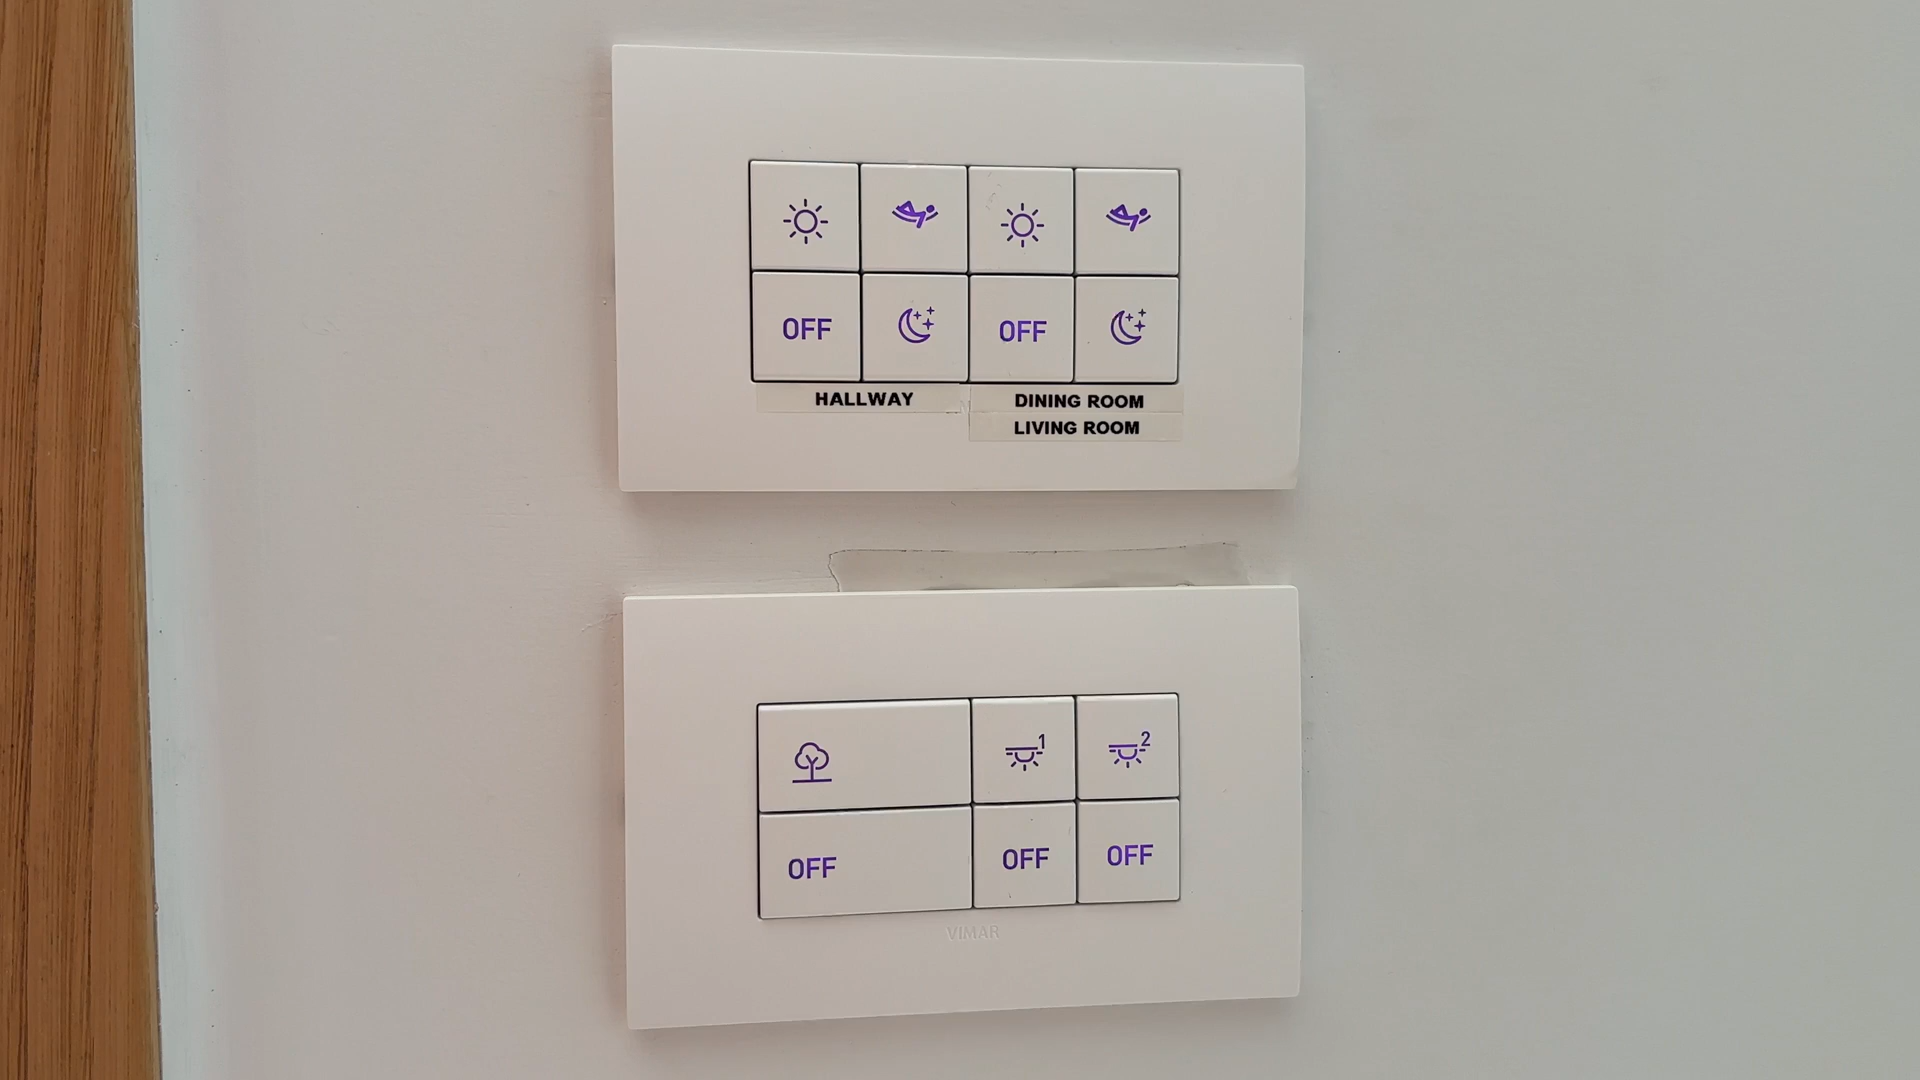 OFF OFF
HALLWAY DINING ROOM
LIVING ROOM
1 2
OFF OFF OFF
VIMAR